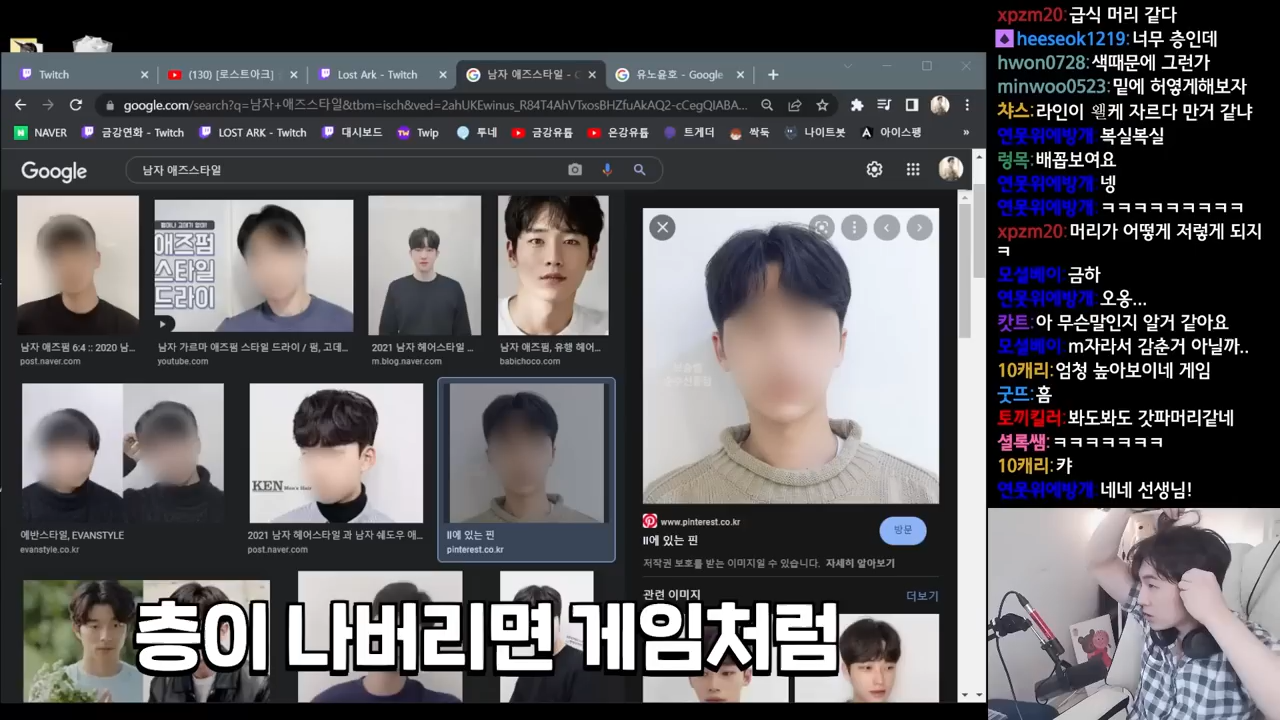 Twitch
(130) [로스트아크]
Lost Ark - Twitch
남자 애즈스타일 - G
유노윤호 - Google
google.com/search?q=남자+애즈스타일&tbm=isch&ved=2ahUKEwinus_R84T4AhVTxosBHZfuAkAQ2-cCegQIABA...
NAVER
금강연화 - Twitch
LOST ARK - Twitch
대시보드
Twip
투네
금강유튭
은강유튭
트게더
싹둑
나이트봇
아이스팽
»
Google
남자 애즈스타일
애즈펌
스타일
드라이
남자 애즈펌 6:4 :: 2020 남...
post.naver.com
남자 가르마 애즈펌 스타일 드라이 / 펌, 고데...
youtube.com
2021 남자 헤어스타일 ...
m.blog.naver.com
남자 애즈펌, 유행 헤어...
babichoco.com
에반스타일, EVANSTYLE
evanstyle.co.kr
KEN Men's Hair
2021 남자 헤어스타일 과 남자 쉐도우 애...
post.naver.com
II에 있는 핀
pinterest.co.kr
www.pinterest.co.kr
방문
II에 있는 핀
저작권 보호를 받는 이미지일 수 있습니다. 자세히 알아보기
관련 이미지
더보기
층이 나버리면 게임처럼
xpzm20: 급식 머리 같다
heeseok1219: 너무 층인데
hwon0728: 색때문에 그런가
minwoo0523: 밑에 허옇게해보자
챠스: 라인이 왠케 자르다 만거 같냐
연못위에방개 복실복실
렁목: 배꼽보여요
연못위에방개 넹
연못위에방개 ㅋㅋㅋㅋㅋㅋㅋㅋㅋ
xpzm20: 머리가 어떻게 저렇게 되지
ㅋ
모설베이 금하
연못위에방개 오옹...
캇트: 아 무슨말인지 알거 같아요
모설베이 m자라서 감춘거 아닐까..
10캐리: 엄청 높아보이네 게임
굿뜨: 흠
토끼킬러: 봐도봐도 갓파머리같네
셜록쌤: ㅋㅋㅋㅋㅋㅋㅋ
10캐리: 캬
연못위에방개 네네 선생님!